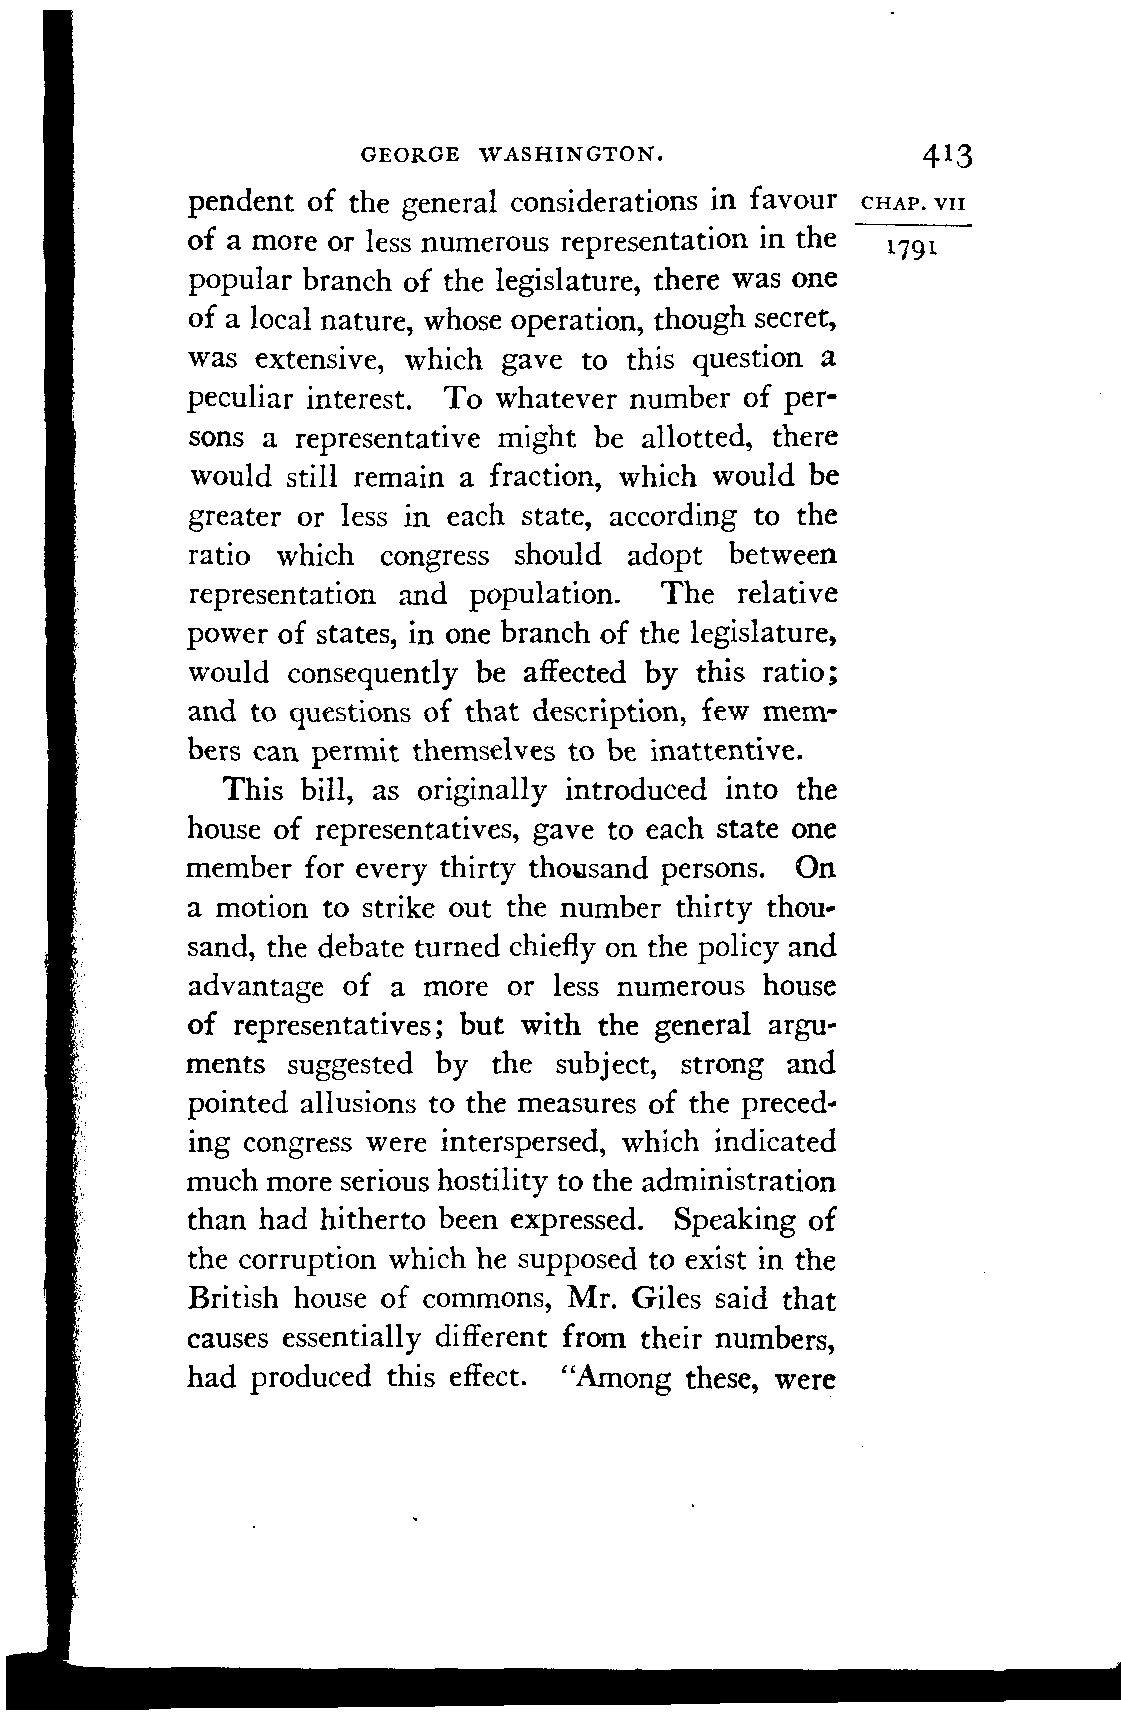 GEORGE WASHINGTON. 413
pendent of the general considerations in favour CHAP. VII
of a more or less numerous representation in the 1791
popular branch of the legislature, there was one
of a local nature, whose operation, though secret,
was extensive, which gave to this question a
peculiar interest. To whatever number of per-
sons a representative might be allotted, there
would still remain a fraction, which would be
greater or less in each state, according to the
ratio which congress should adopt between
representation and population. The relative
power of states, in one branch of the legislature,
would consequently be affected by this ratio;
and to questions of that description, few mem-
bers can permit themselves to be inattentive.
This bill, as originally introduced into the
house of representatives, gave to each state one
member for every thirty thousand persons. On
a motion to strike out the number thirty thou-
sand, the debate turned chiefly on the policy and
advantage of a more or less numerous house
of representatives; but with the general argu-
ments suggested by the subject, strong and
pointed allusions to the measures of the preced-
ing congress were interspersed, which indicated
much more serious hostility to the administration
than had hitherto been expressed. Speaking of
the corruption which he supposed to exist in the
British house of commons, Mr. Giles said that
causes essentially different from their numbers,
had produced this effect. "Among these, were